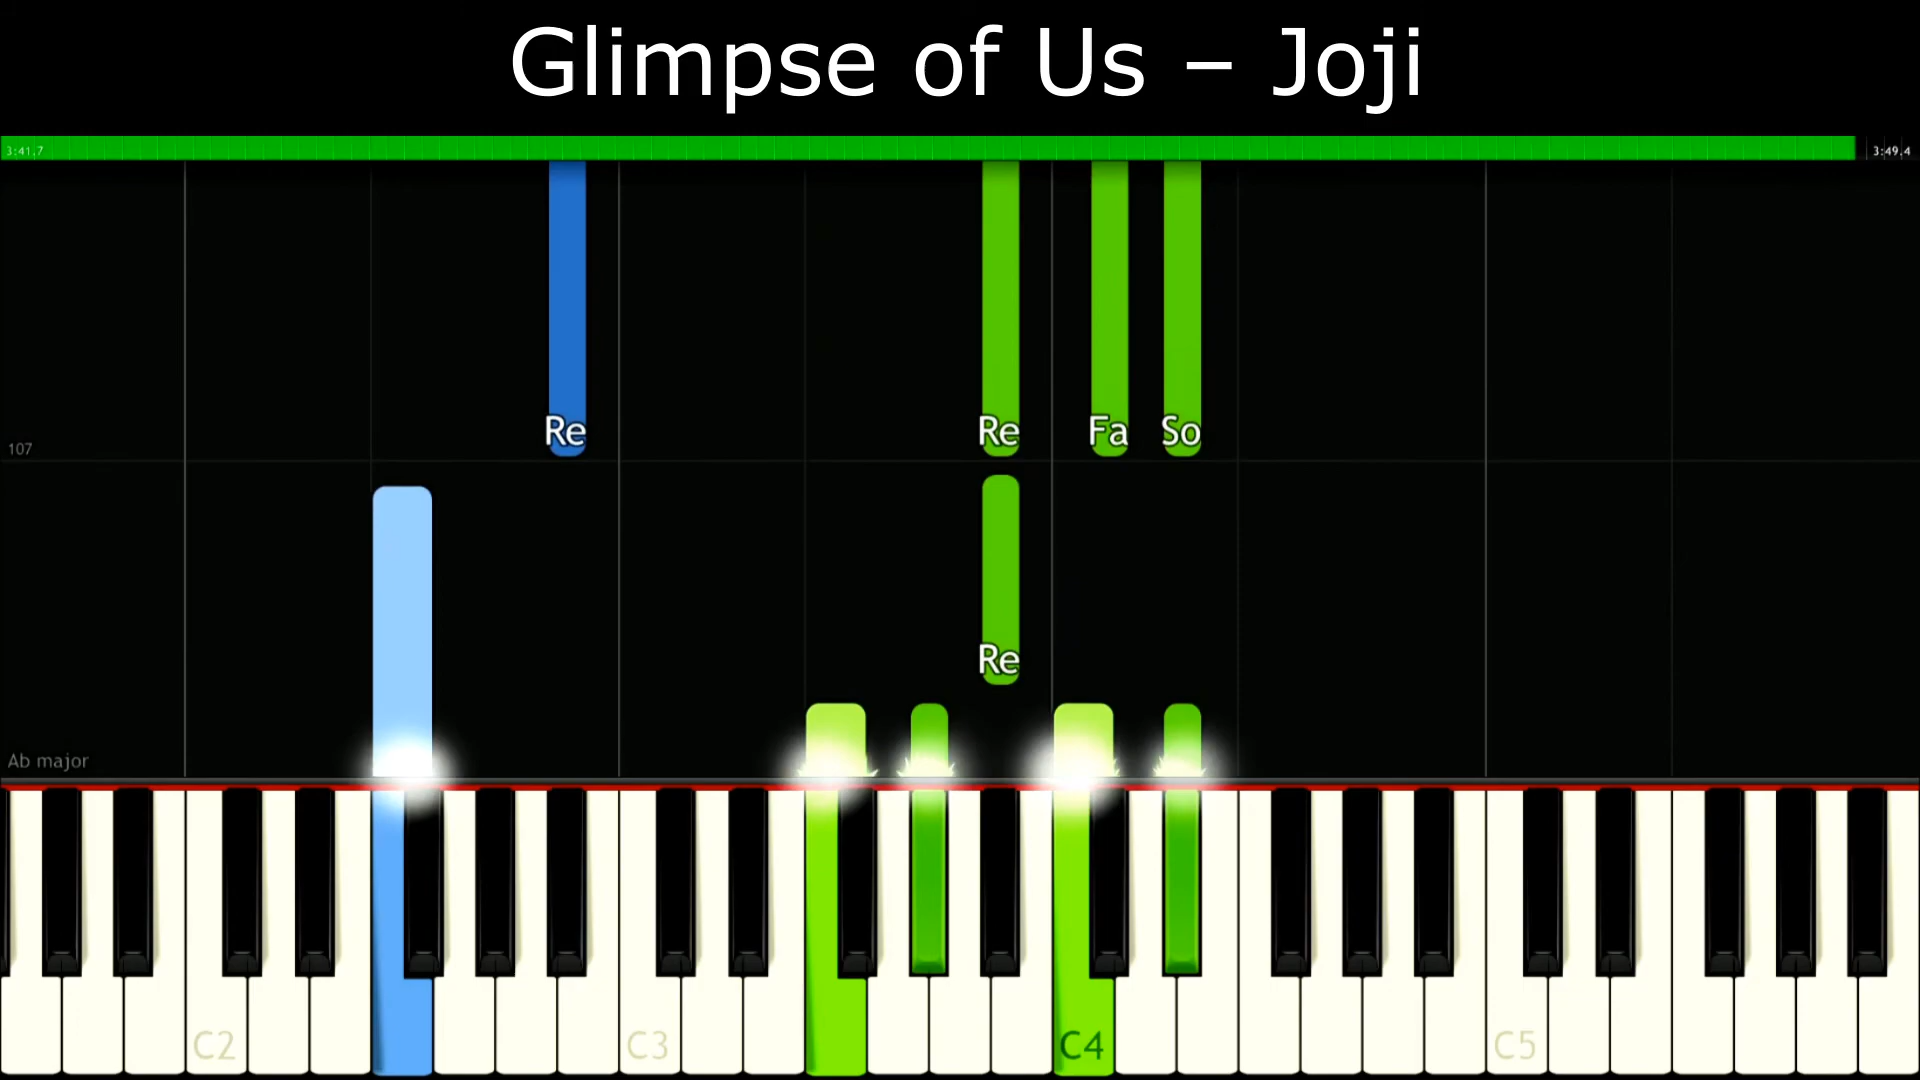 Glimpse of Us – Joji
3:41,7
3:49,4
Re Re Fa So
107
Re
Ab major
C2 C3 C4 C5